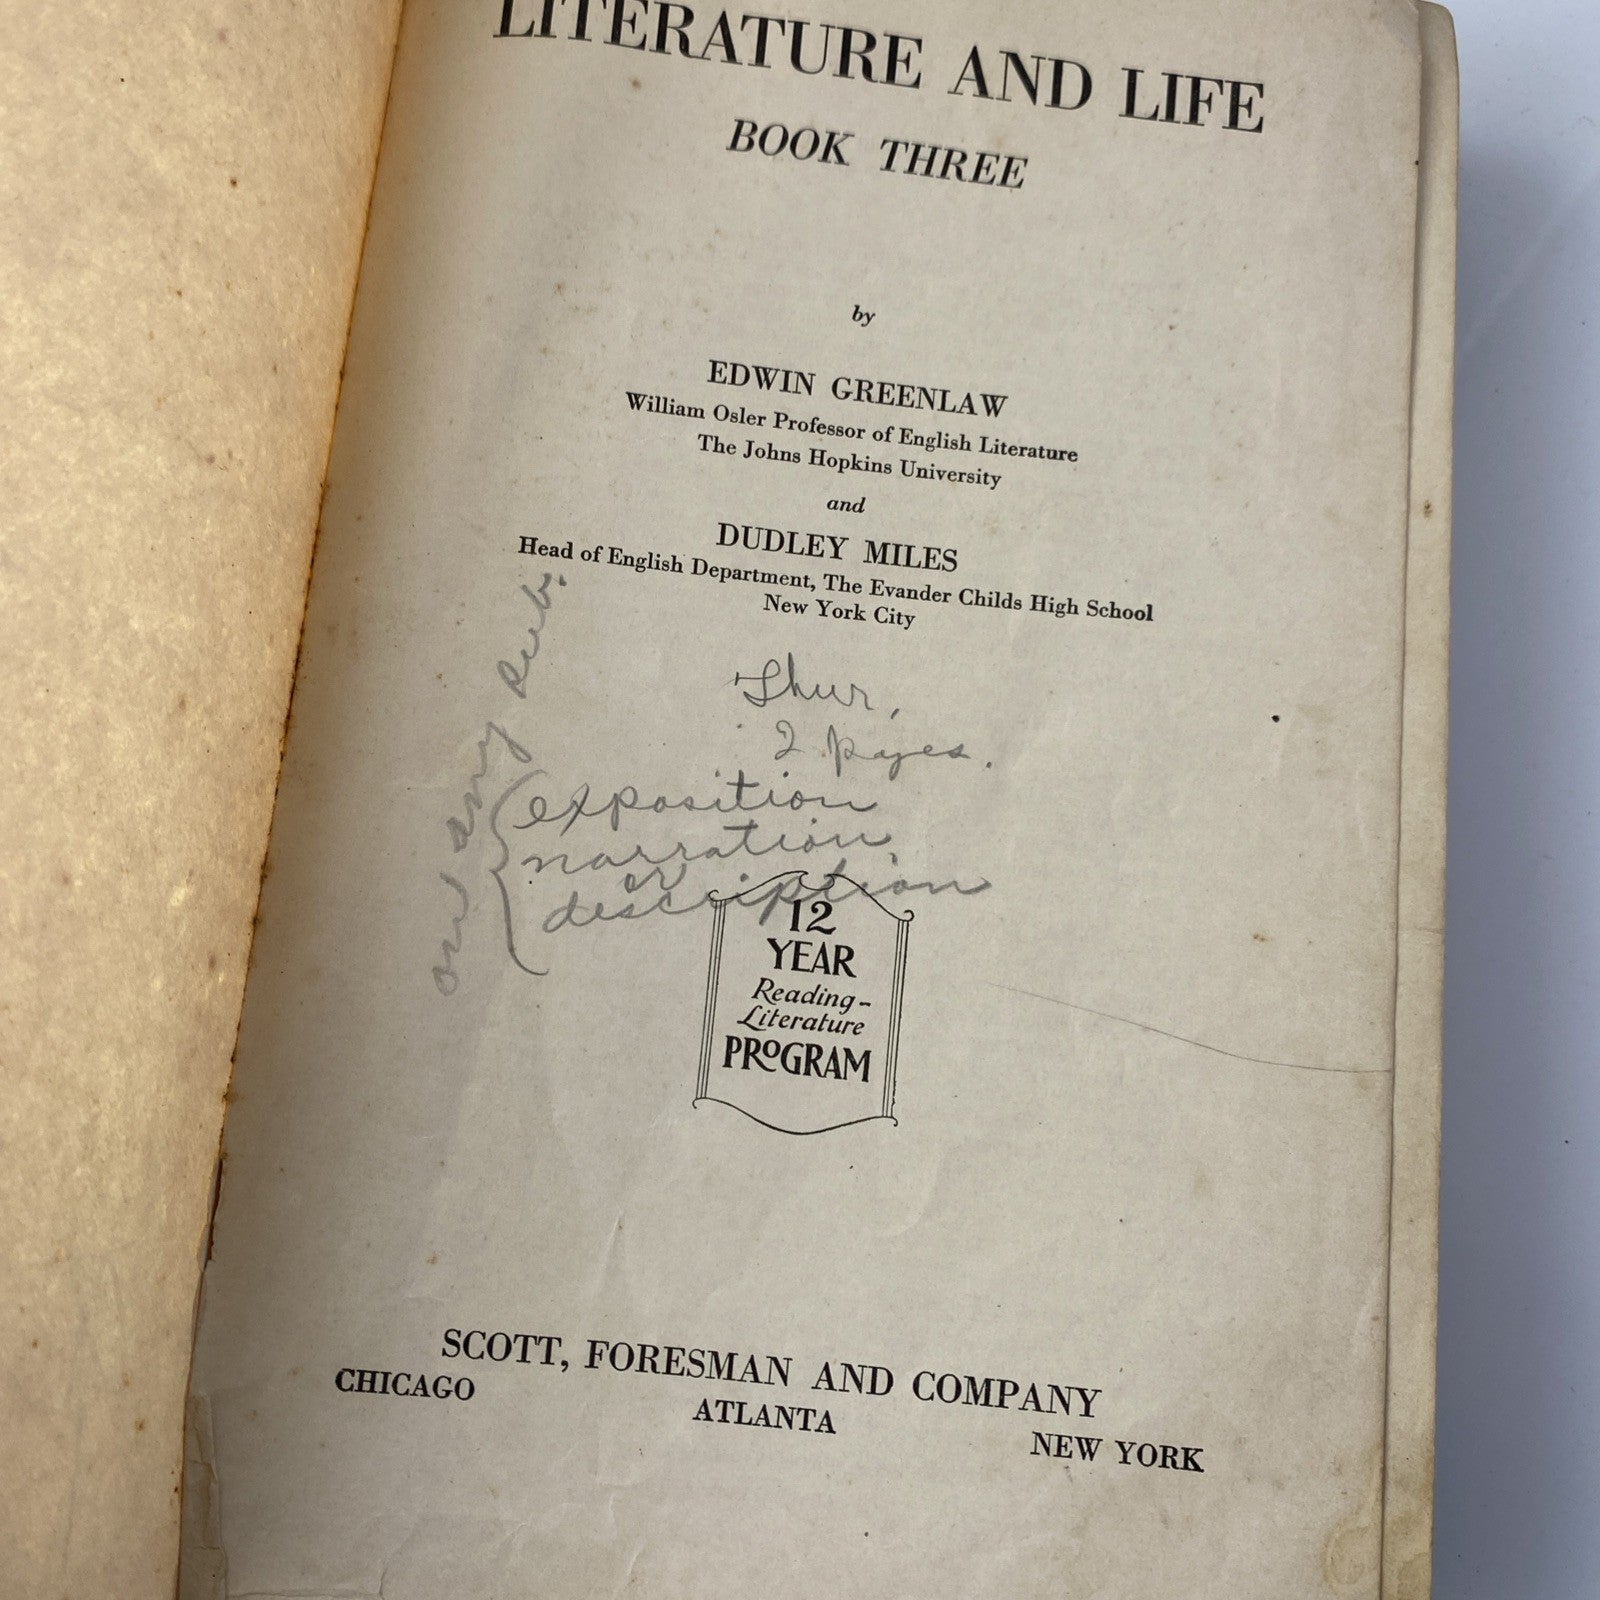 LITERATURE AND LIFE
BOOK THREE
by
EDWIN GREENLAW
William Osler Professor of English Literature
The Johns Hopkins University
and
DUDLEY MILES
Head of English Department, The Evander Childs High School
New York City
Thur,
2 pages.
on any sub.
exposition
narration
or
description
12
YEAR
Reading-
Literature
PROGRAM
SCOTT, FORESMAN AND COMPANY
CHICAGO ATLANTA NEW YORK